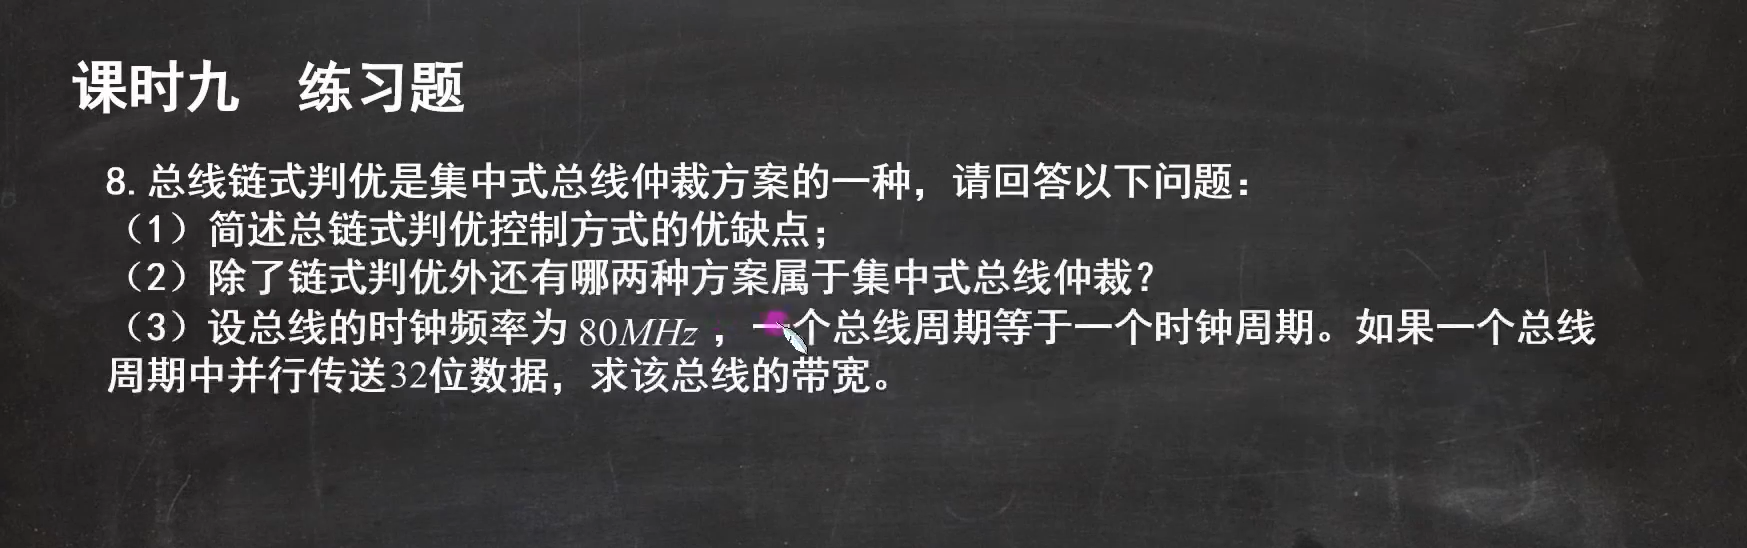 课时九 练习题
8. 总线链式判优是集中式总线仲裁方案的一种，请回答以下问题：
（1）简述总链式判优控制方式的优缺点；
（2）除了链式判优外还有哪两种方案属于集中式总线仲裁？
（3）设总线的时钟频率为80MHz，一个总线周期等于一个时钟周期。如果一个总线
周期中并行传送32位数据，求该总线的带宽。